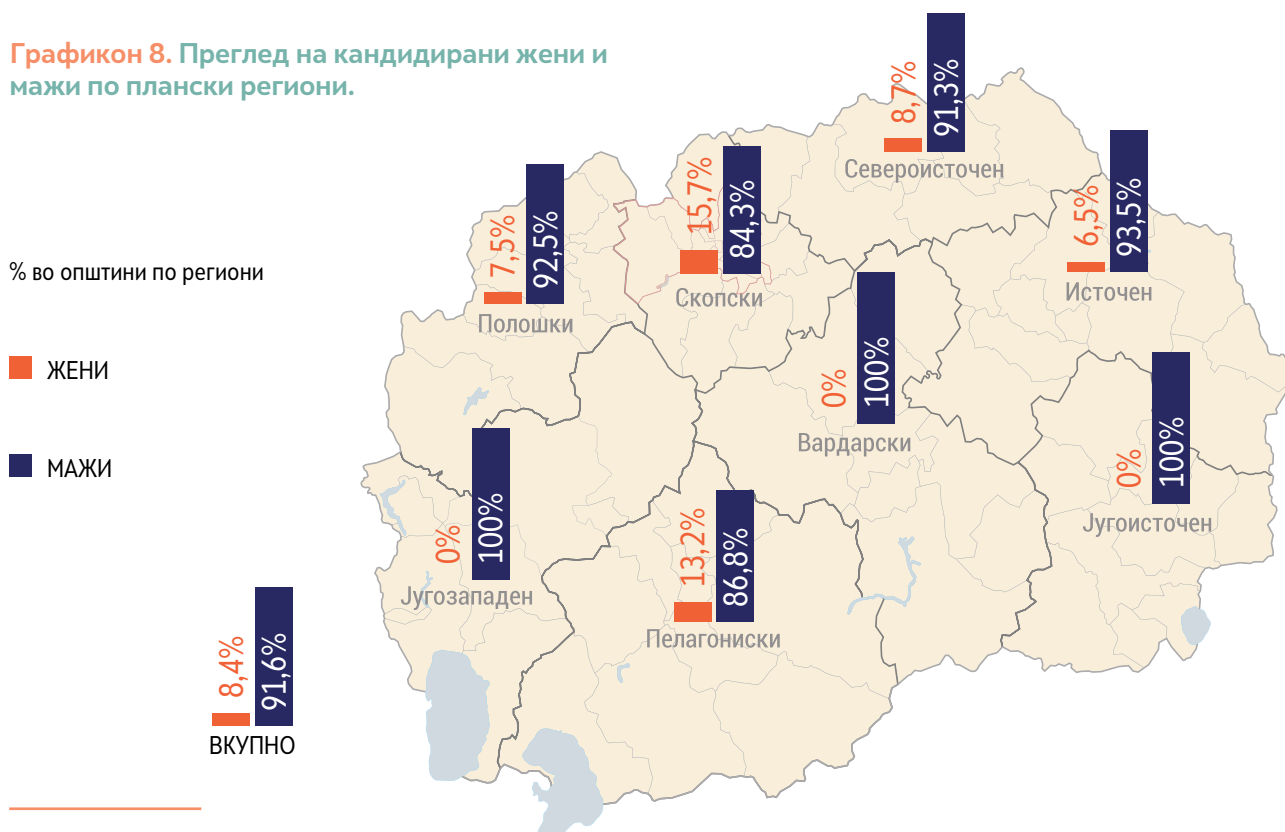 Графикон 8. Преглед на кандидирани жени и
мажи по плански региони.
% во општини по региони
ЖЕНИ
МАЖИ
8,4%
91,6%
ВКУПНО
7,5%
92,5%
Полошки
15,7%
84,3%
Скопски
8,7%
91,3%
Североисточен
6,5%
93,5%
Источен
0%
100%
Вардарски
0%
100%
Југоисточен
0%
100%
Југозападен
13,2%
86,8%
Пелагониски